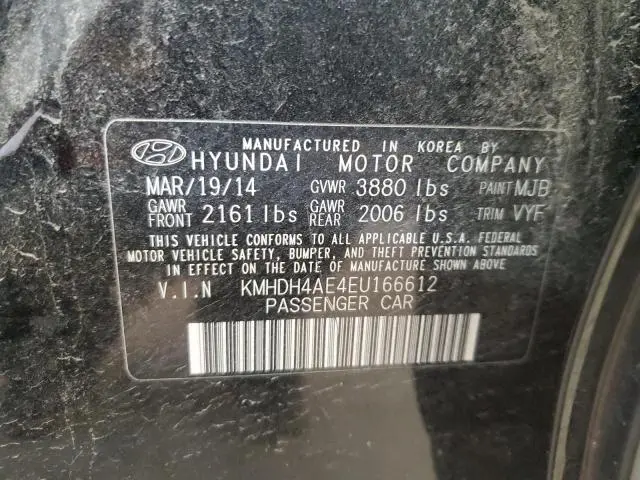 MANUFACTURED IN KOREA BY
HYUNDAI MOTOR COMPANY
MAR/19/14 GVWR 3880 lbs PAINT MJB
GAWR FRONT 2161 lbs GAWR REAR 2006 lbs TRIM VYF
THIS VEHICLE CONFORMS TO ALL APPLICABLE U.S.A. FEDERAL
MOTOR VEHICLE SAFETY, BUMPER, AND THEFT PREVENTION STANDARDS
IN EFFECT ON THE DATE OF MANUFACTURE SHOWN ABOVE
V.I.N KMHDH4AE4EU166612
PASSENGER CAR